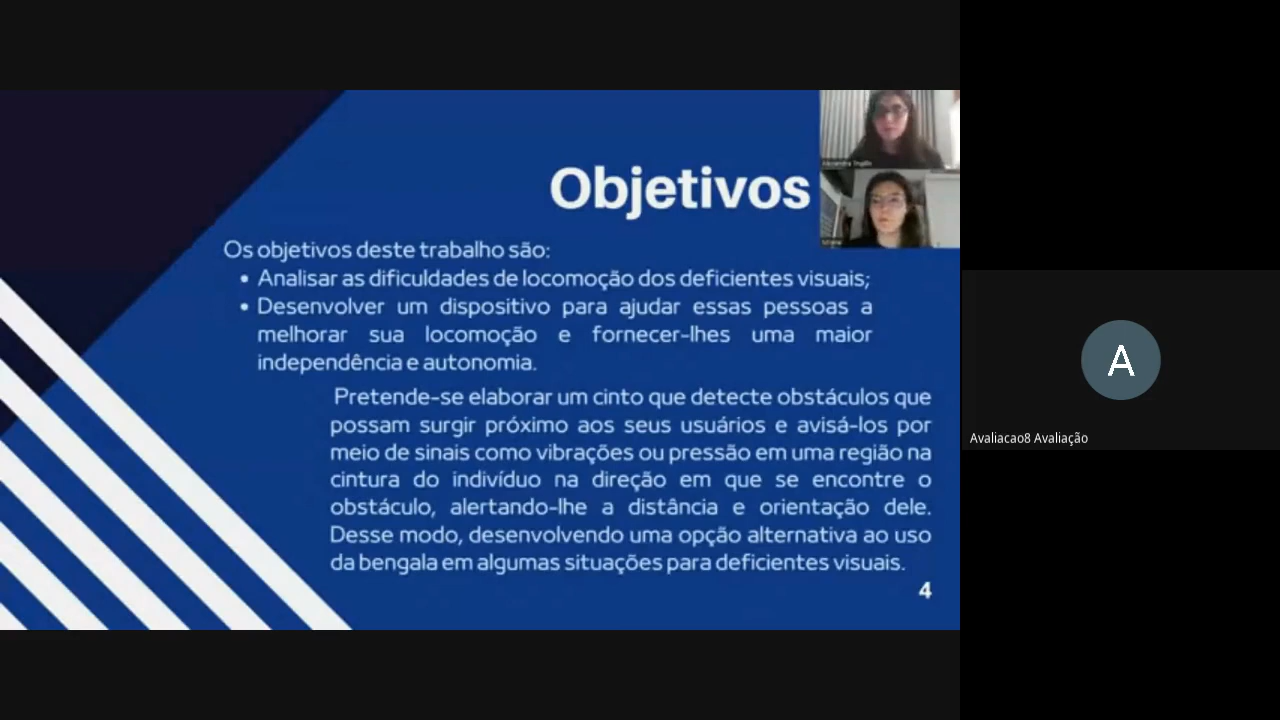 Objetivos
Os objetivos deste trabalho são:
• Analisar as dificuldades de locomoção dos deficientes visuais;
• Desenvolver um dispositivo para ajudar essas pessoas a
melhorar sua locomoção e fornecer-lhes uma maior
independência e autonomia.
Pretende-se elaborar um cinto que detecte obstáculos que
possam surgir próximo aos seus usuários e avisá-los por
meio de sinais como vibrações ou pressão em uma região na
cintura do indivíduo na direção em que se encontre o
obstáculo, alertando-lhe a distância e orientação dele.
Desse modo, desenvolvendo uma opção alternativa ao uso
da bengala em algumas situações para deficientes visuais.
4
A
Avaliacao8 Avaliação